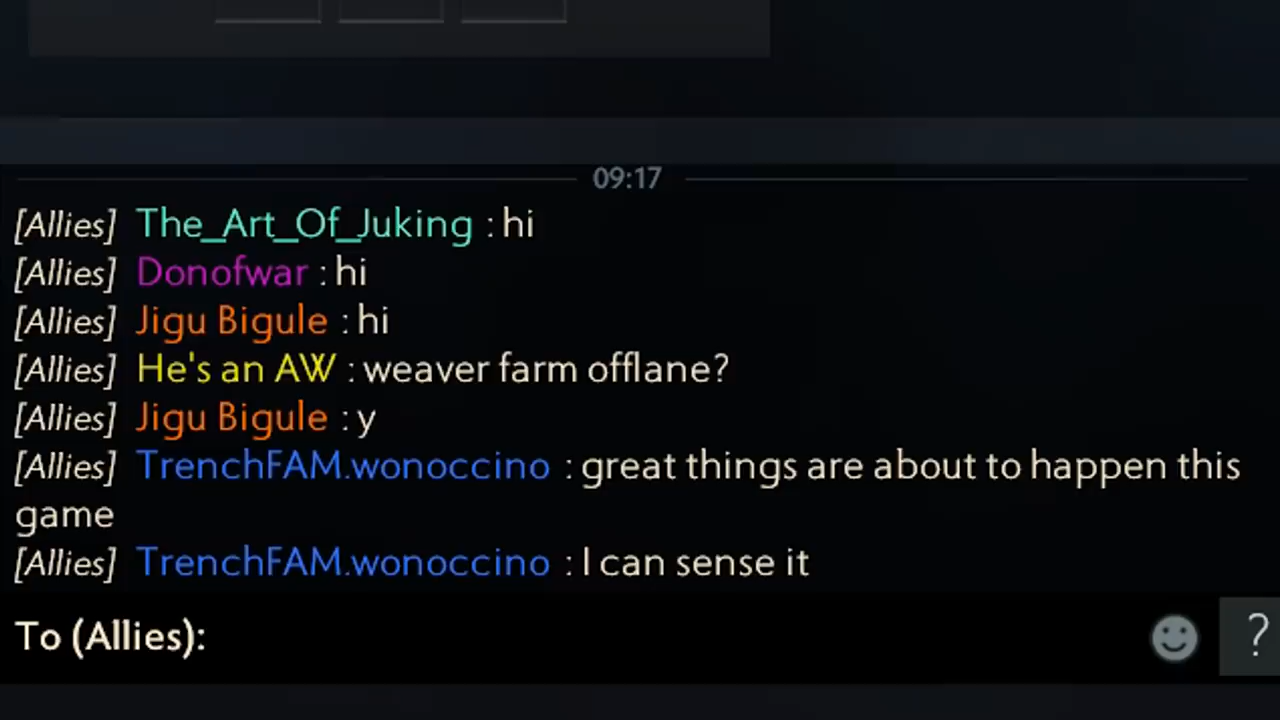 09:17
[Allies] The_Art_Of_Juking : hi
[Allies] Donofwar : hi
[Allies] Jigu Bigule : hi
[Allies] He's an AW : weaver farm offlane?
[Allies] Jigu Bigule : y
[Allies] TrenchFAM.wonoccino : great things are about to happen this
game
[Allies] TrenchFAM.wonoccino : I can sense it
To (Allies):
?